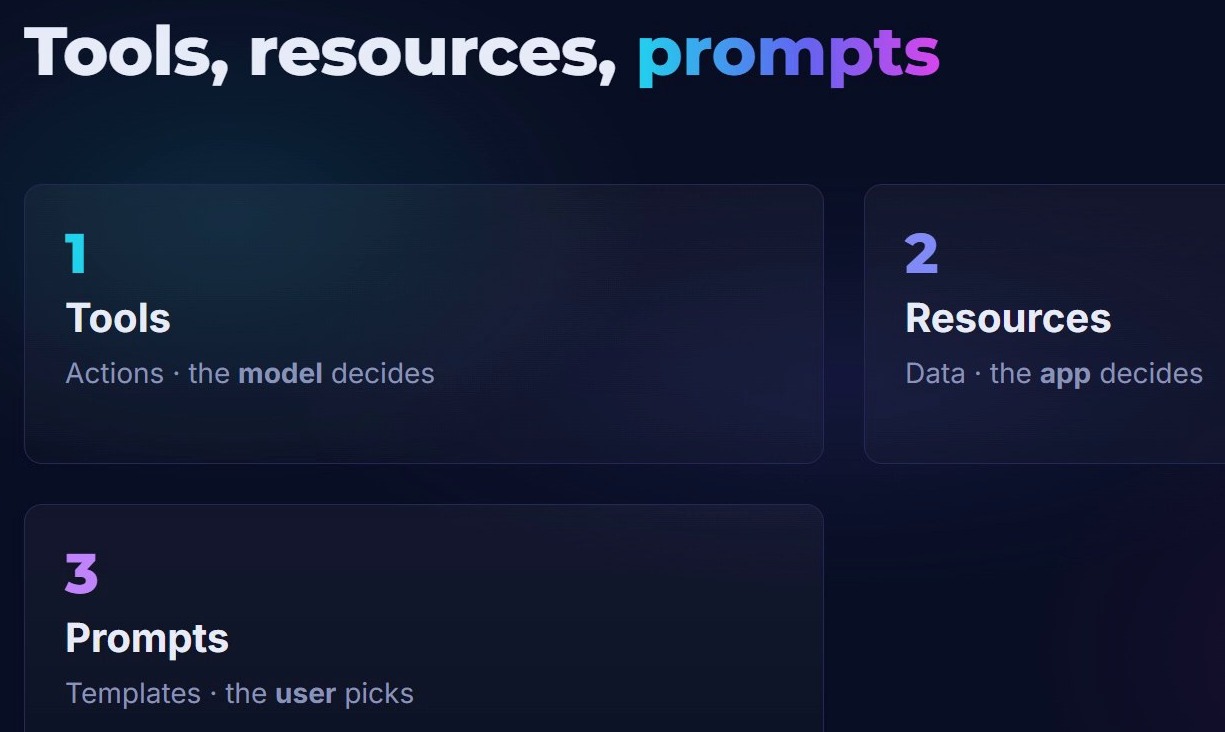 Tools, resources, prompts
1
Tools
Actions · the model decides
2
Resources
Data · the app decides
3
Prompts
Templates · the user picks